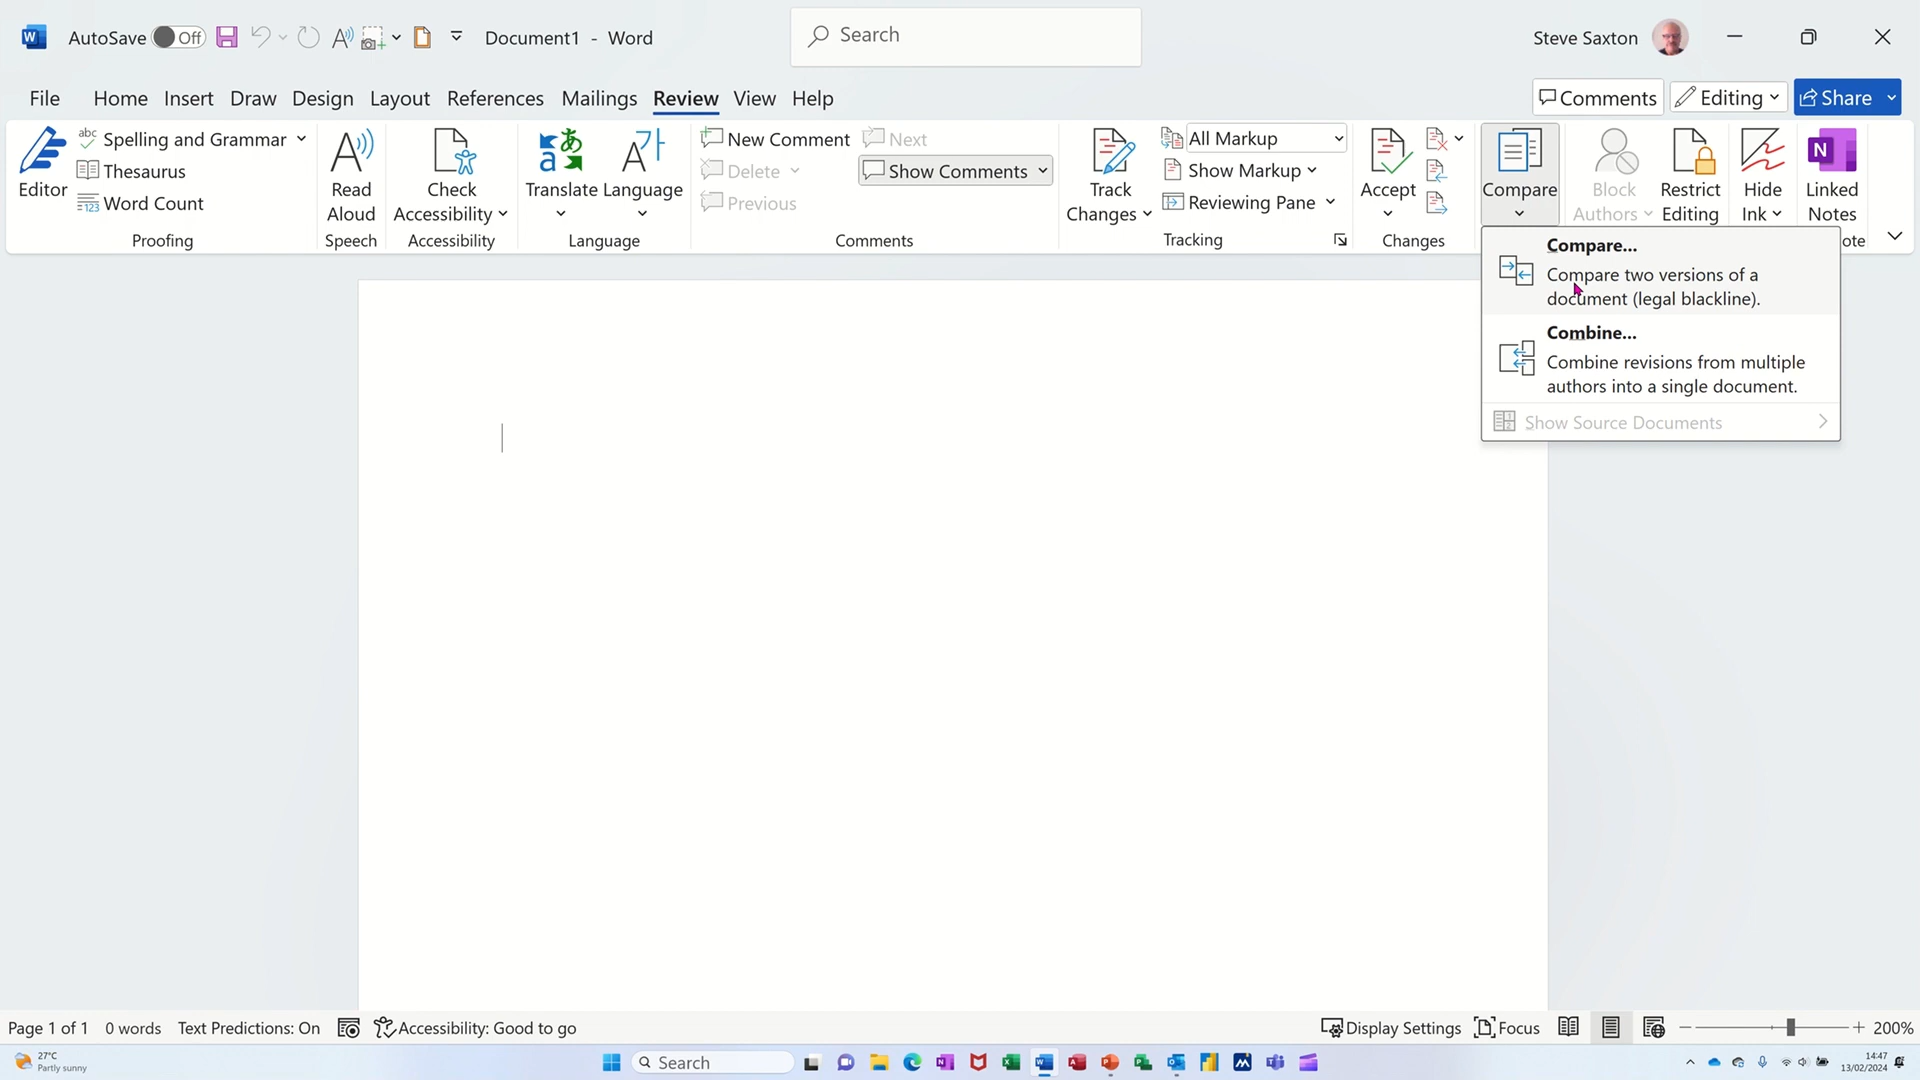 AutoSave Off Document1 - Word Search Steve Saxton
File Home Insert Draw Design Layout References Mailings Review View Help Comments Editing Share
Editor
abc Spelling and Grammar
Thesaurus
123 Word Count
Proofing
Read
Aloud
Speech
Check
Accessibility
Accessibility
Translate
Language
Language
New Comment
Delete
Previous
Next
Show Comments
Comments
Track
Changes
All Markup
Show Markup
Reviewing Pane
Tracking
Accept
Changes
Compare
Block
Authors
Restrict
Editing
Hide
Ink
Linked
Notes
ote
Compare...
Compare two versions of a
document (legal blackline).
Combine...
Combine revisions from multiple
authors into a single document.
Show Source Documents
Page 1 of 1 0 words Text Predictions: On Accessibility: Good to go Display Settings Focus 200%
27°C
Partly sunny
Search
14:47
13/02/2024